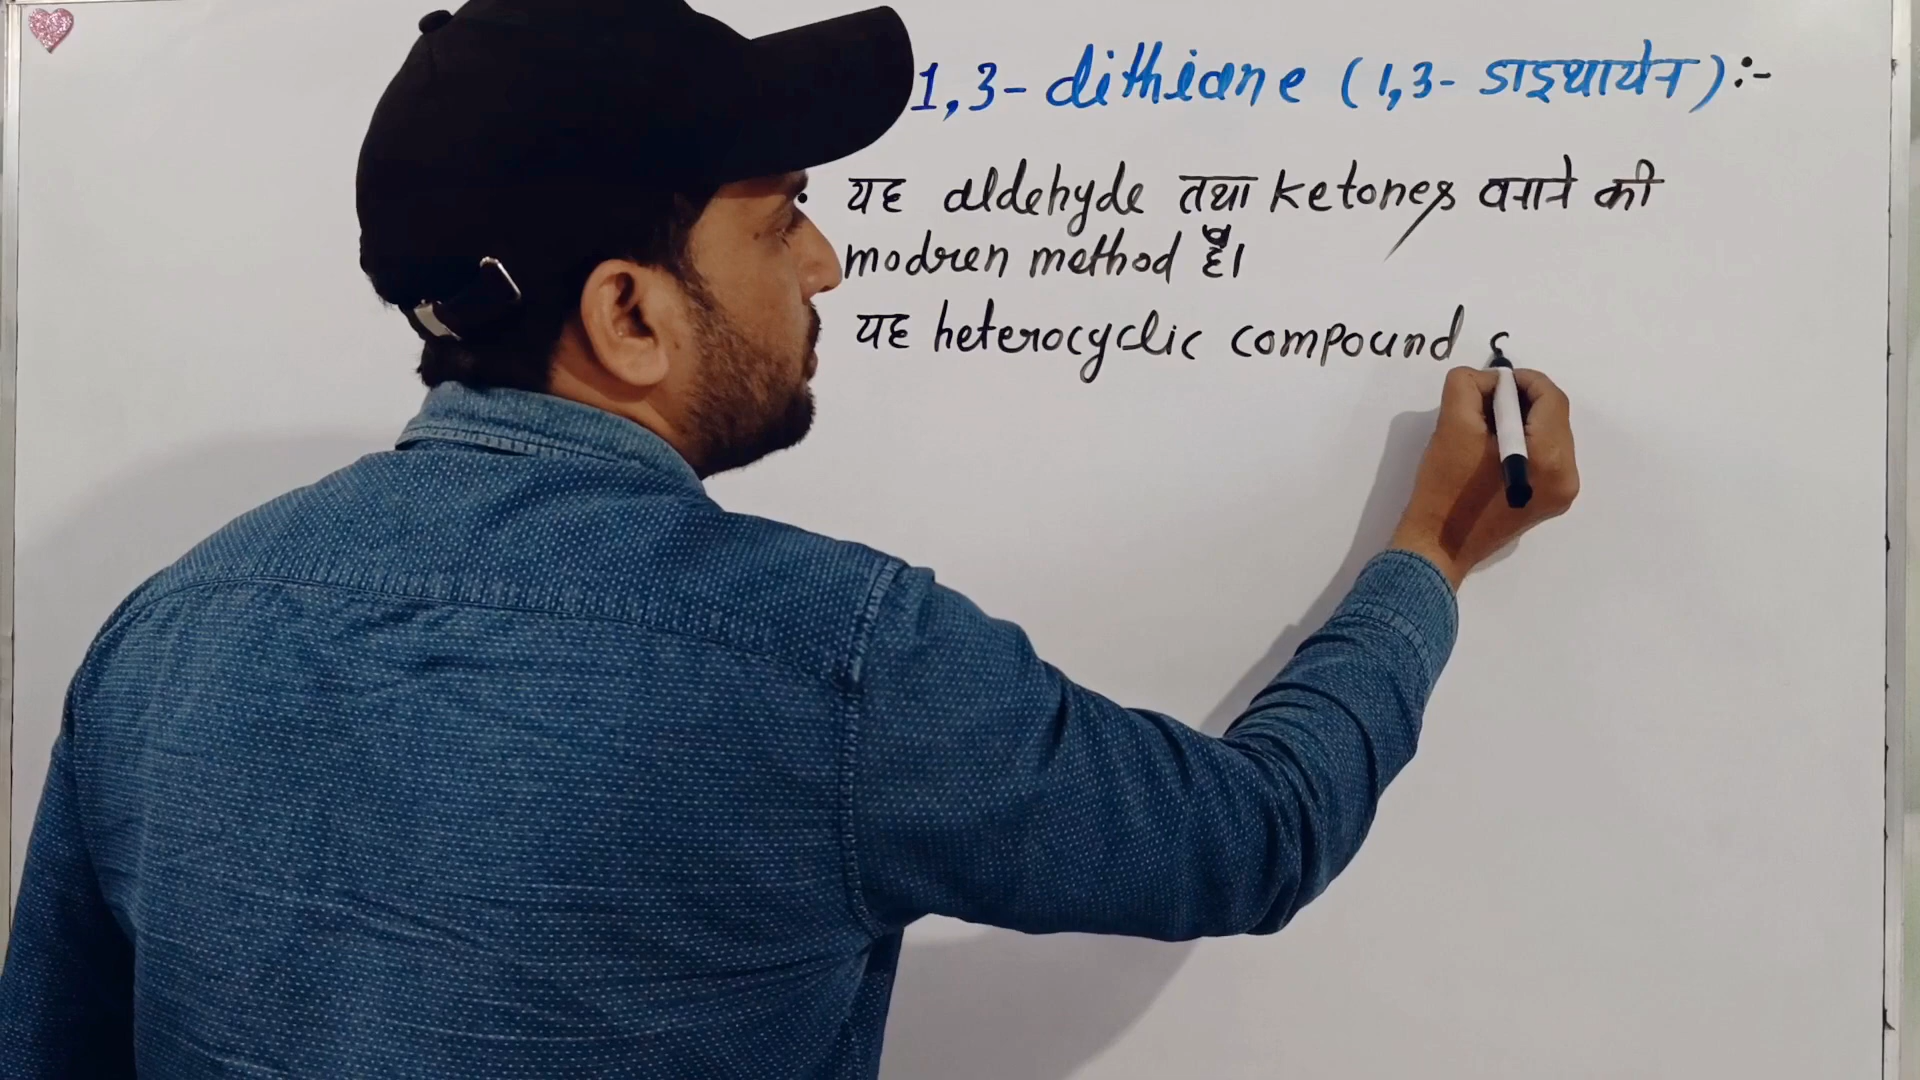 1,3- dithiane (1,3- डाइथायेन) :-
• यह aldehyde तथा ketones बनाने की
modren method है।
यह heterocyclic compound